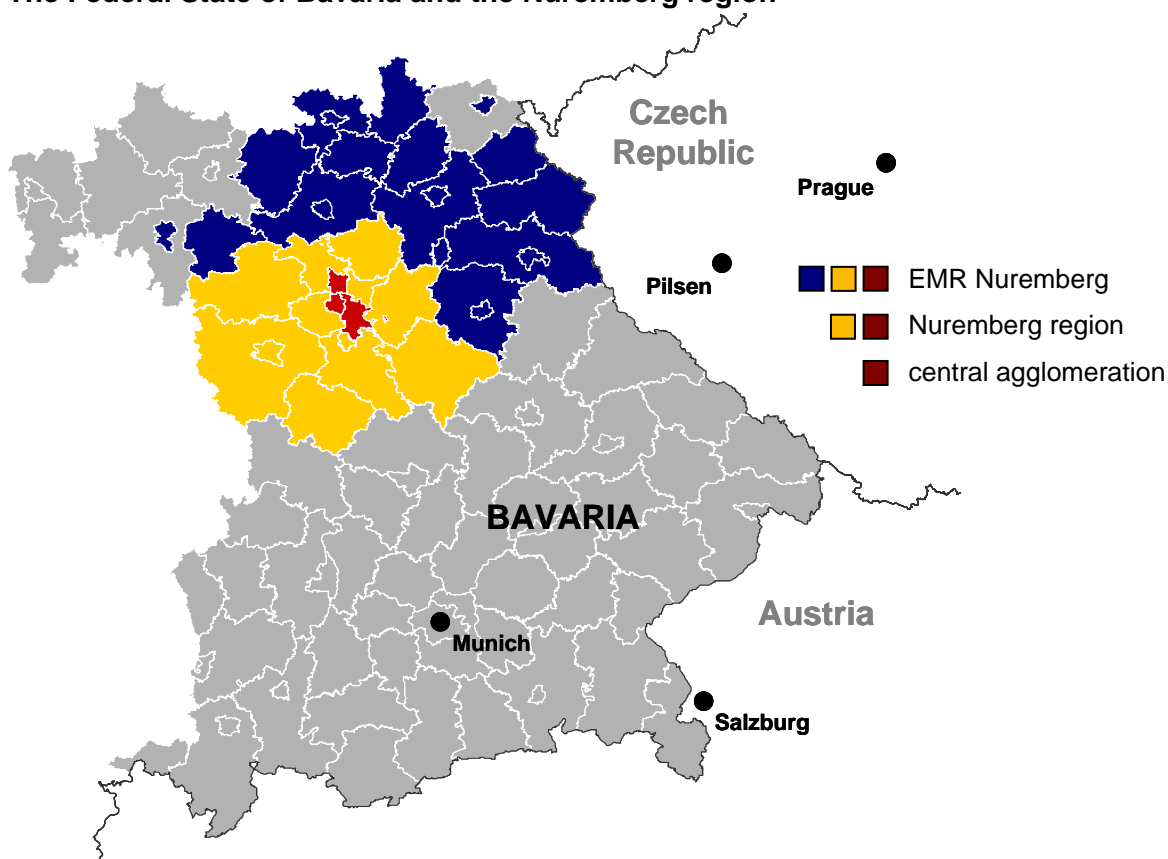 The Federal State of Bavaria and the Nuremberg region
Czech
Republic
Prague
Pilsen
EMR Nuremberg
Nuremberg region
central agglomeration
BAVARIA
Austria
Munich
Salzburg